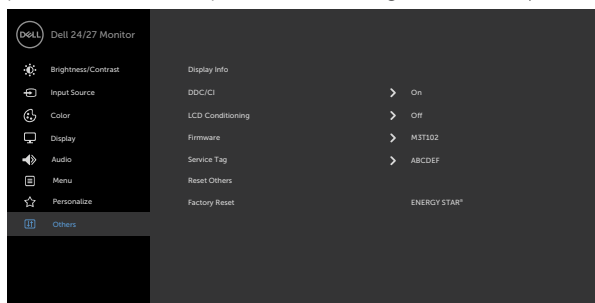 DELL Dell 24/27 Monitor
Brightness/Contrast Display Info
Input Source DDC/CI On
Color LCD Conditioning Off
Display Firmware M3T102
Audio Service Tag ABCDEF
Menu Reset Others
Personalize Factory Reset ENERGY STAR®
Others